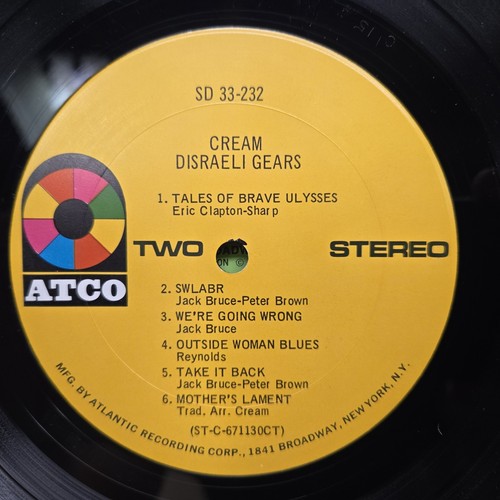 SD 33-232
CREAM
DISRAELI GEARS
1. TALES OF BRAVE ULYSSES
Eric Clapton-Sharp
TWO
STEREO
ATCO
2. SWLABR
Jack Bruce-Peter Brown
3. WE'RE GOING WRONG
Jack Bruce
4. OUTSIDE WOMAN BLUES
Reynolds
5. TAKE IT BACK
Jack Bruce-Peter Brown
6. MOTHER'S LAMENT
Trad. Arr. Cream
(ST-C-671130CT)
MFG. BY ATLANTIC RECORDING CORP., 1841 BROADWAY, NEW YORK, N.Y.